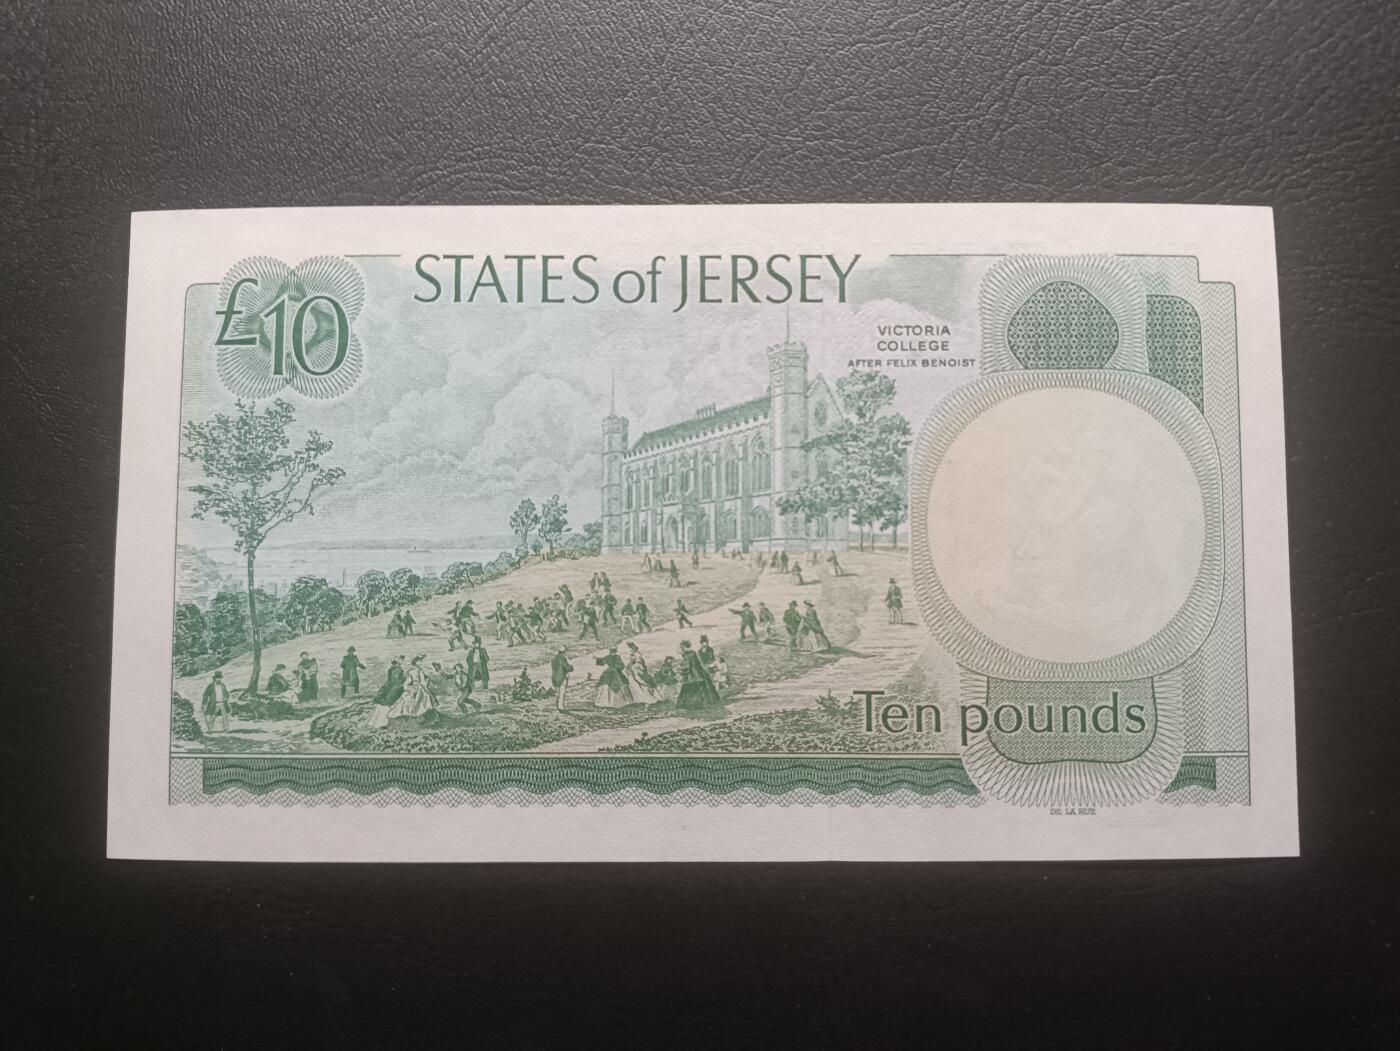 £10
STATES of JERSEY
VICTORIA
COLLEGE
AFTER FELIX BENOIST
Ten pounds
DE LA RUE